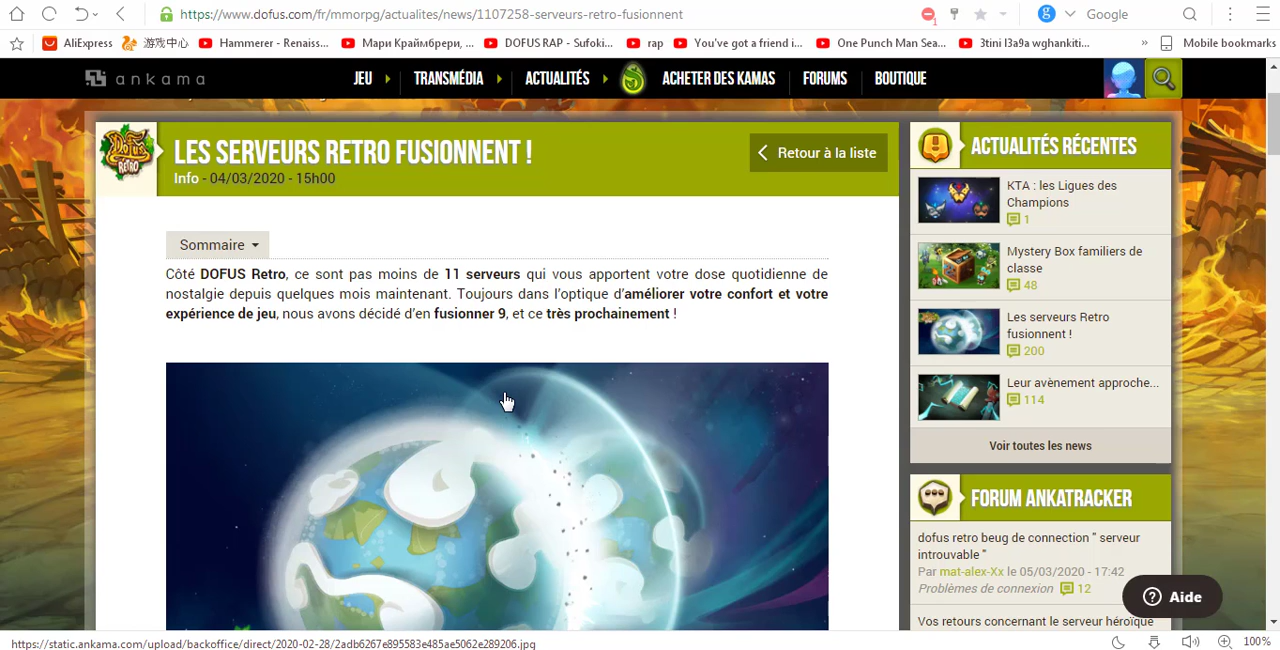 https://www.dofus.com/fr/mmorpg/actualites/news/1107258-serveurs-retro-fusionnent
1
Google
AliExpress
游戏中心
Hammerer - Renaiss...
Мари Краймбрери, ...
DOFUS RAP - Sufoki...
rap
You've got a friend i...
One Punch Man Sea...
3tini l3a9a wghankiti...
»
Mobile bookmarks
ankama
JEU
TRANSMÉDIA
ACTUALITÉS
ACHETER DES KAMAS
FORUMS
BOUTIQUE
DOFUS RETRO
LES SERVEURS RETRO FUSIONNENT !
Info - 04/03/2020 - 15h00
Retour à la liste
Sommaire
Côté DOFUS Retro, ce sont pas moins de 11 serveurs qui vous apportent votre dose quotidienne de
nostalgie depuis quelques mois maintenant. Toujours dans l'optique d'améliorer votre confort et votre
expérience de jeu, nous avons décidé d'en fusionner 9, et ce très prochainement !
ACTUALITÉS RÉCENTES
KTA : les Ligues des
Champions
1
Mystery Box familiers de
classe
48
Les serveurs Retro
fusionnent !
200
Leur avènement approche...
114
Voir toutes les news
FORUM ANKATRACKER
dofus retro beug de connection " serveur
introuvable "
Par mat-alex-Xx le 05/03/2020 - 17:42
Problèmes de connexion 12
Vos retours concernant le serveur héroïque
Aide
https://static.ankama.com/upload/backoffice/direct/2020-02-28/2adb6267e895583e485ae5062e289206.jpg
100%